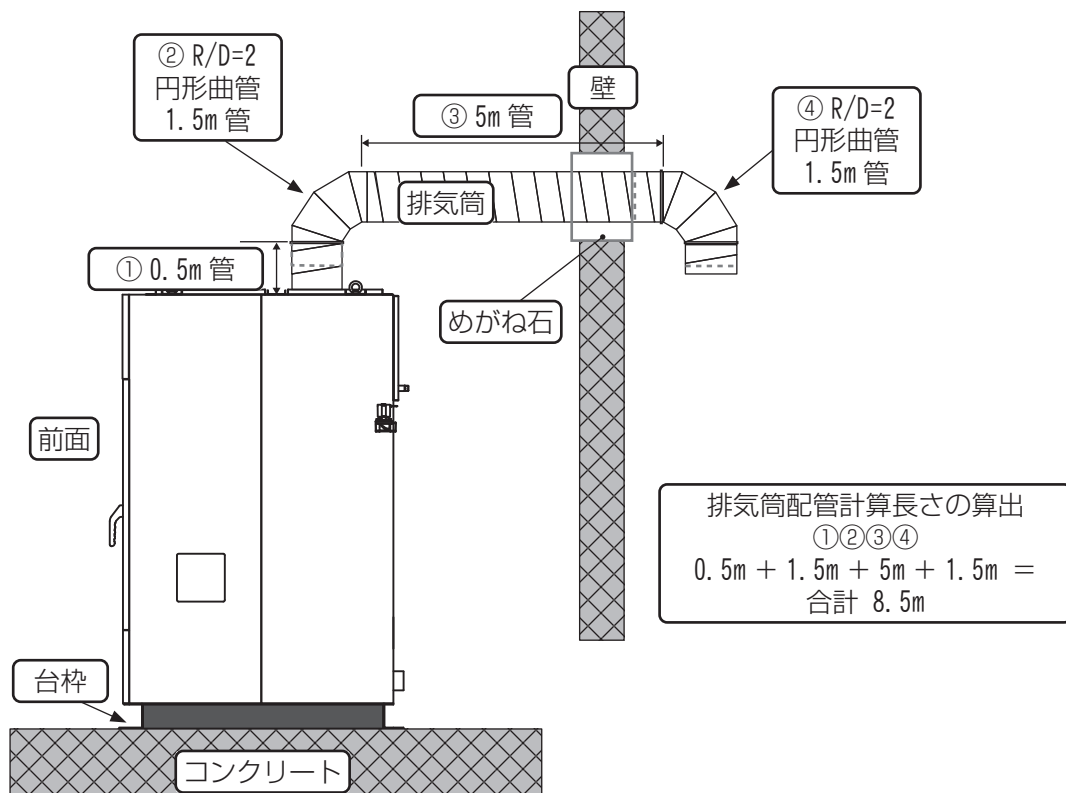 ② R/D=2
円形曲管
1.5m 管
③ 5m 管
壁
④ R/D=2
円形曲管
1.5m 管
排気筒
① 0.5m 管
めがね石
前面
排気筒配管計算長さの算出
①②③④
0.5m + 1.5m + 5m + 1.5m =
合計 8.5m
台枠
コンクリート